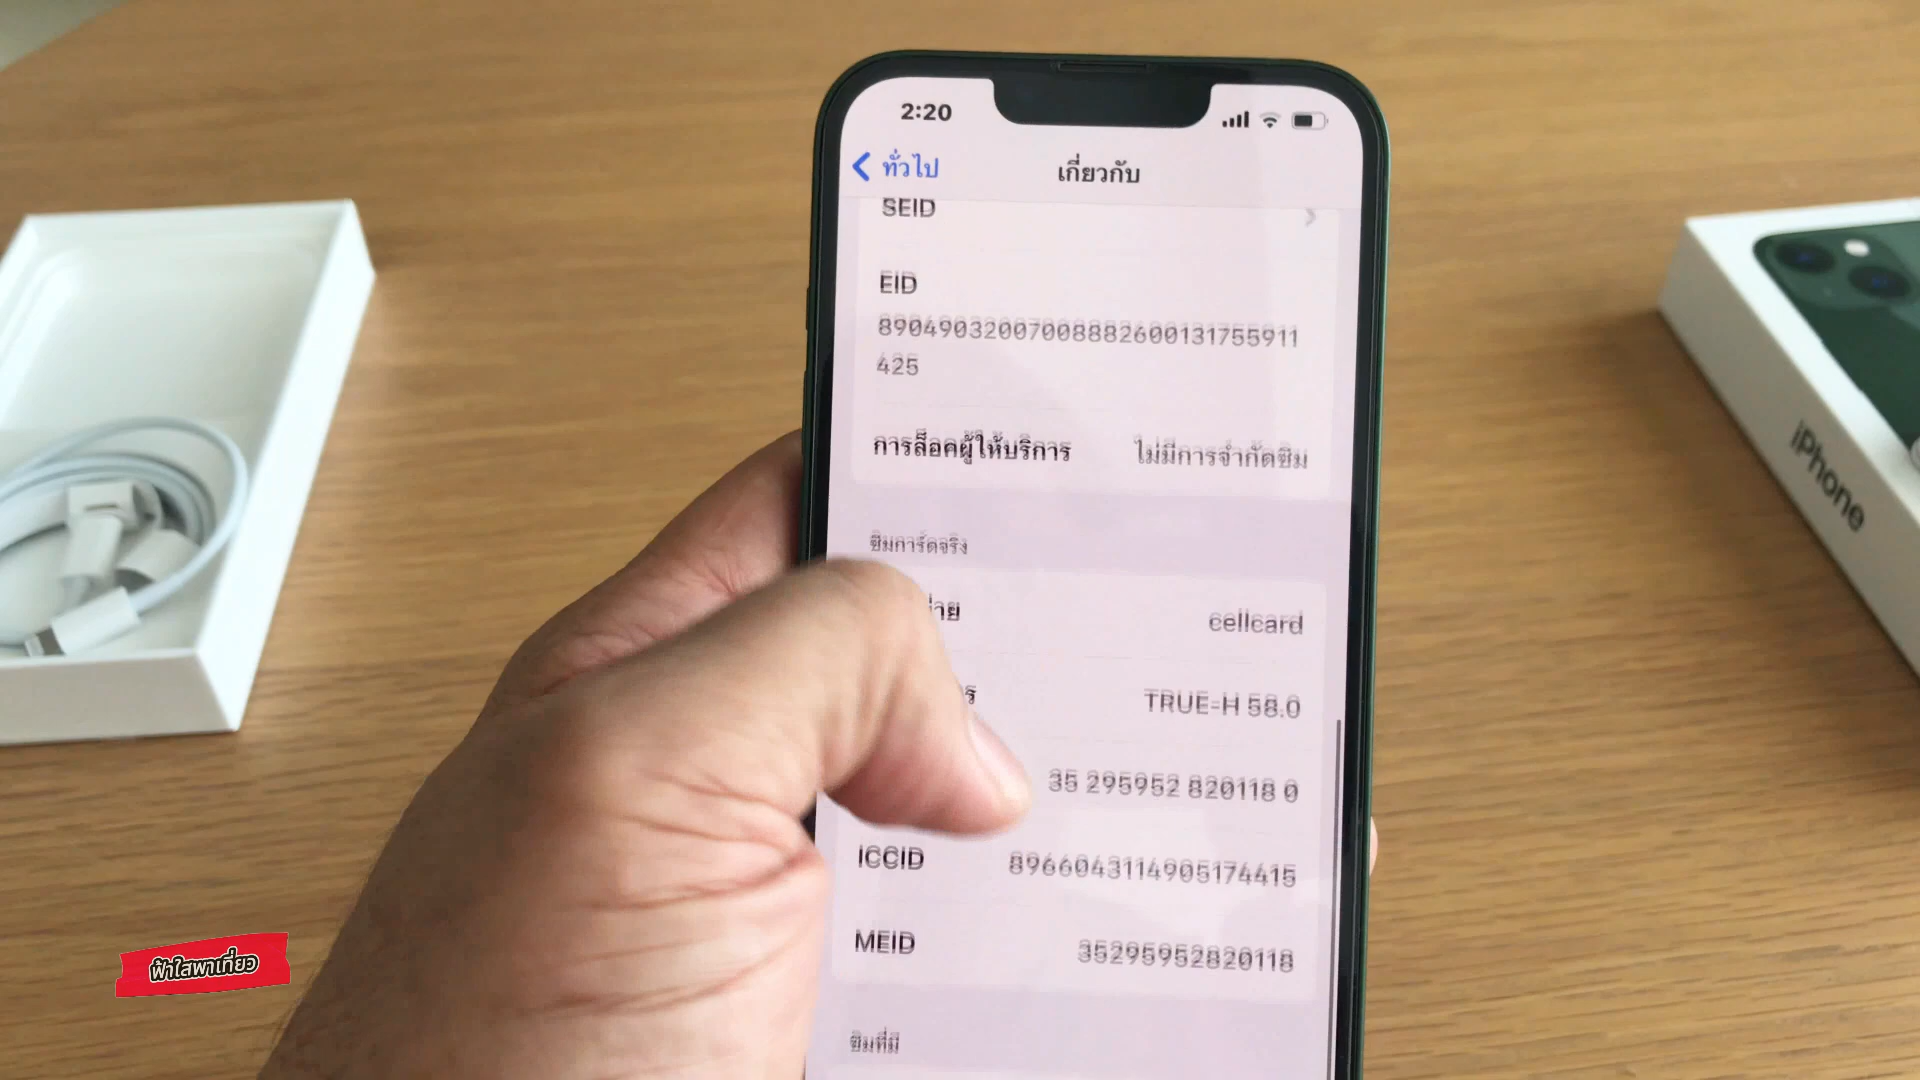 2:20
ทั่วไป
เกี่ยวกับ
SEID
EID
89049032007008882600131755911
425
การล็อคผู้ให้บริการ ไม่มีการจำกัดซิม
ซิมการ์ดจริง
cellcard
TRUE-H 58.0
35 295952 820118 0
ICCID 8966043114905174415
MEID 35295952820118
ซิมที่มี
iPhone
ฟ้าใสพาเที่ยว